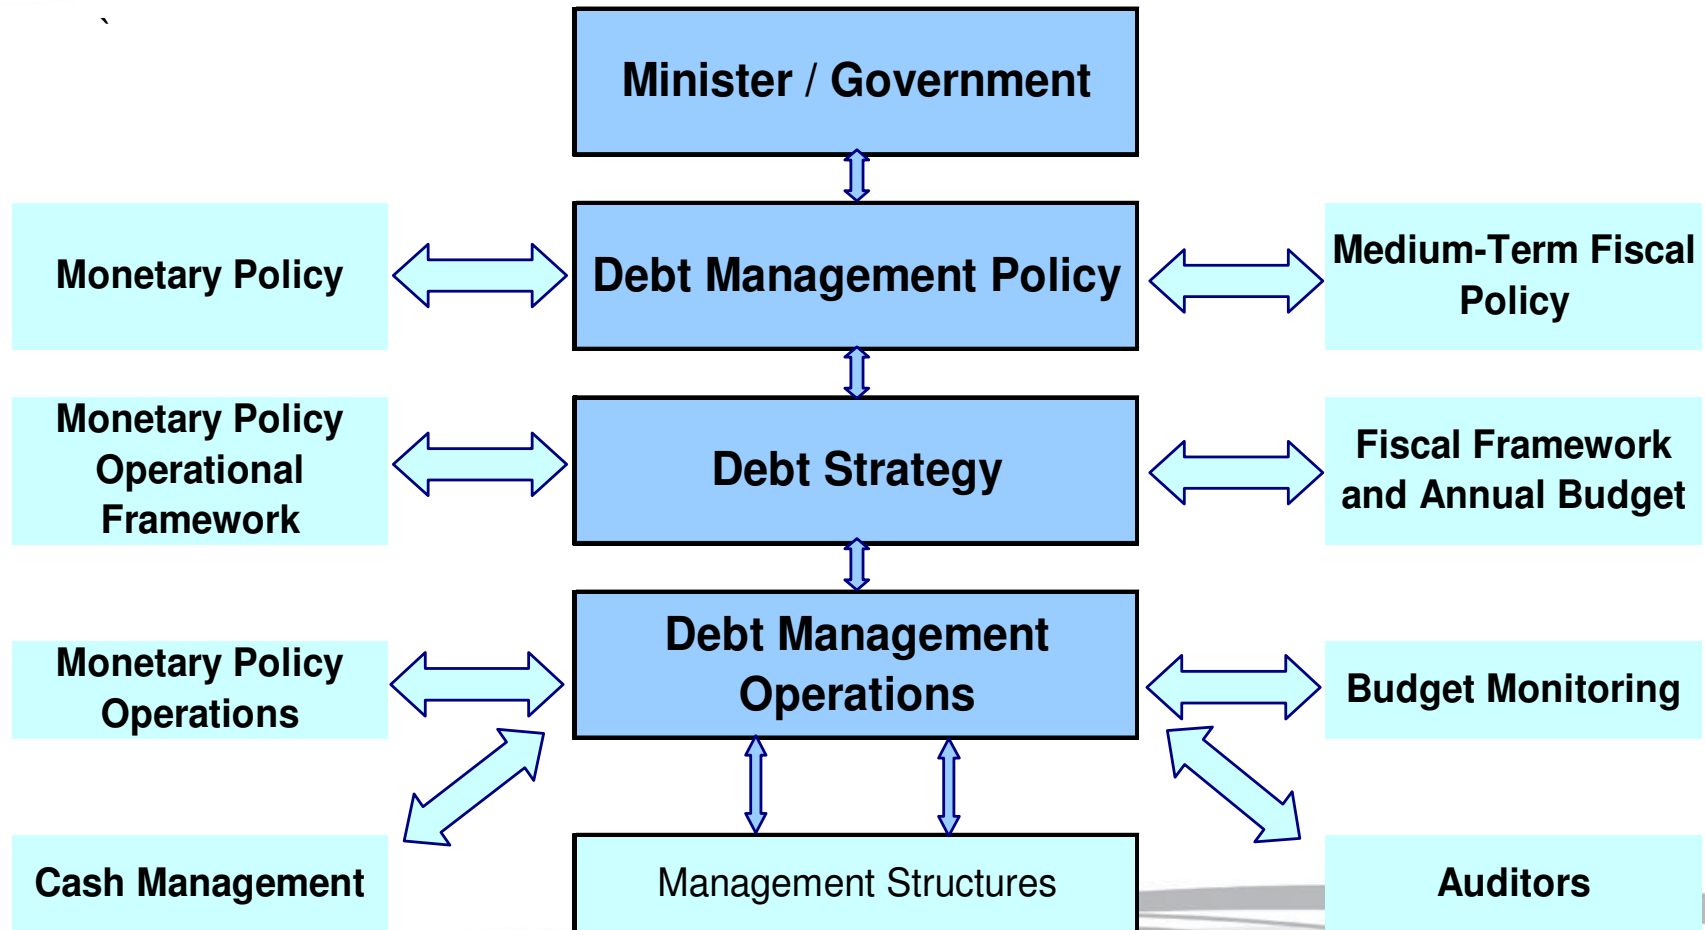 `
Minister / Government
Monetary Policy
Debt Management Policy
Medium-Term Fiscal
Policy
Monetary Policy
Operational
Framework
Debt Strategy
Fiscal Framework
and Annual Budget
Monetary Policy
Operations
Debt Management
Operations
Budget Monitoring
Cash Management
Management Structures
Auditors